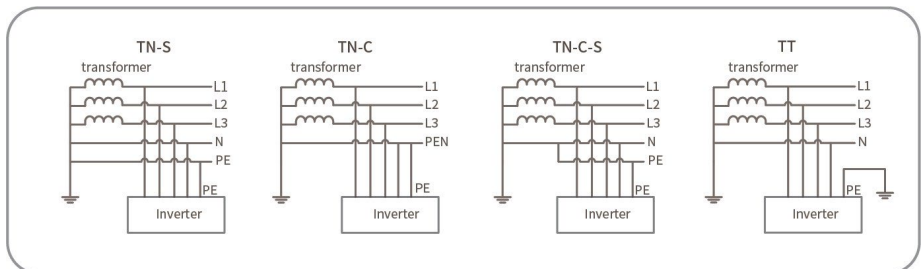 TN-S
transformer
L1
L2
L3
N
PE
PE
Inverter
TN-C
transformer
L1
L2
L3
PEN
PE
Inverter
TN-C-S
transformer
L1
L2
L3
N
PE
PE
Inverter
TT
transformer
L1
L2
L3
N
PE
Inverter